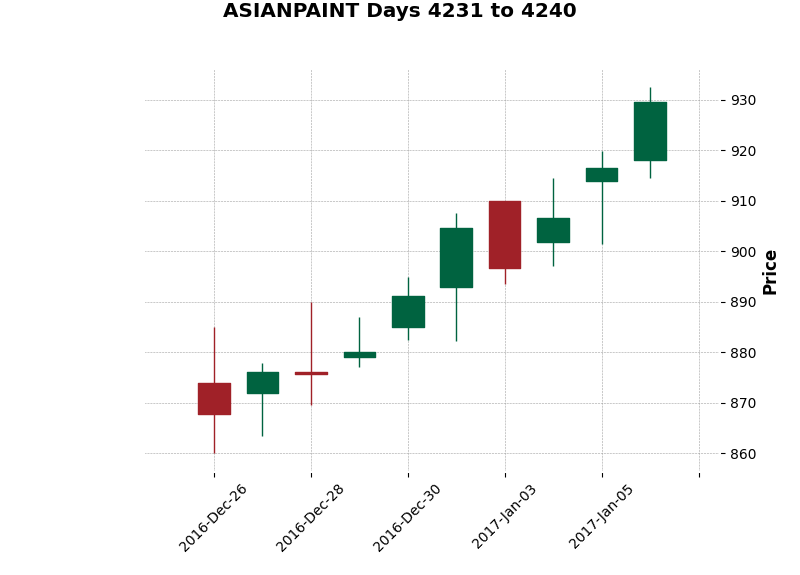 ASIANPAINT Days 4231 to 4240
930
920
910
900
890
880
870
860
Price
2016-Dec-26
2016-Dec-28
2016-Dec-30
2017-Jan-03
2017-Jan-05